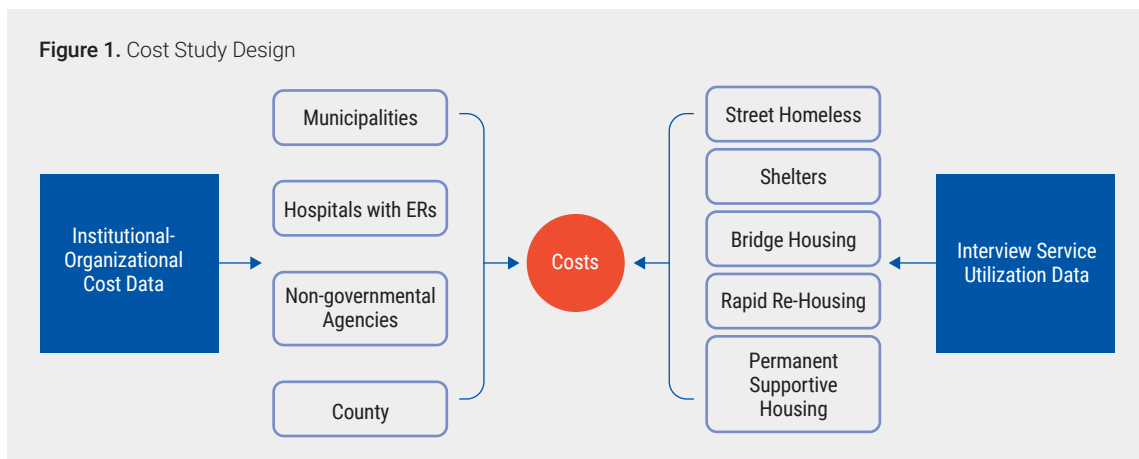 Figure 1. Cost Study Design
Institutional-
Organizational
Cost Data
Municipalities
Hospitals with ERs
Non-governmental
Agencies
County
Costs
Street Homeless
Shelters
Bridge Housing
Rapid Re-Housing
Permanent
Supportive
Housing
Interview Service
Utilization Data